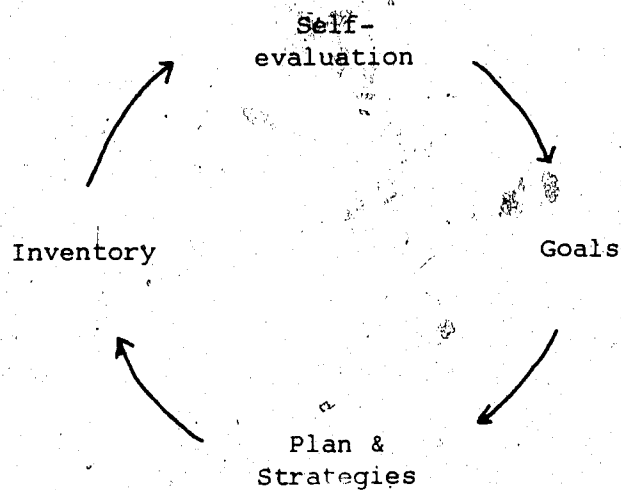 Self-
evaluation
Inventory
Goals
Plan &
Strategies